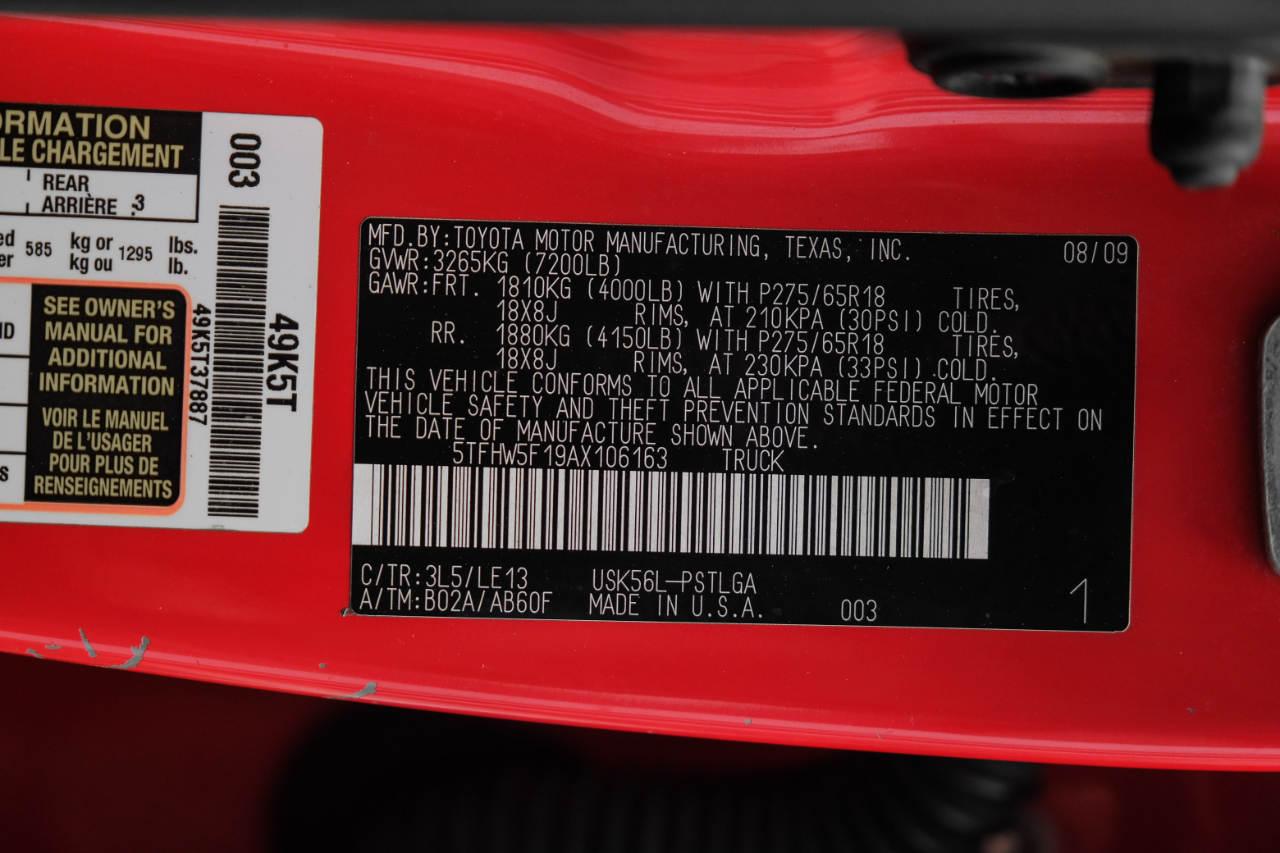 ORMATION
LE CHARGEMENT
REAR
ARRIÈRE 3
585 kg or 1295 lbs.
kg ou lb.
SEE OWNER'S
MANUAL FOR
ADDITIONAL
INFORMATION
VOIR LE MANUEL
DE L'USAGER
POUR PLUS DE
RENSEIGNEMENTS
003
49K5T37887
49K5T
MFD.BY:TOYOTA MOTOR MANUFACTURING, TEXAS, INC. 08/09
GVWR:3265KG (7200LB)
GAWR:FRT. 1810KG (4000LB) WITH P275/65R18 TIRES,
18X8J RIMS, AT 210KPA (30PSI) COLD.
RR. 1880KG (4150LB) WITH P275/65R18 TIRES,
18X8J RIMS, AT 230KPA (33PSI) COLD.
THIS VEHICLE CONFORMS TO ALL APPLICABLE FEDERAL MOTOR
VEHICLE SAFETY AND THEFT PREVENTION STANDARDS IN EFFECT ON
THE DATE OF MANUFACTURE SHOWN ABOVE.
5TFHW5F19AX106163 TRUCK
C/TR:3L5/LE13 USK56L-PSTLGA
A/TM:B02A/AB60F MADE IN U.S.A. 003 1